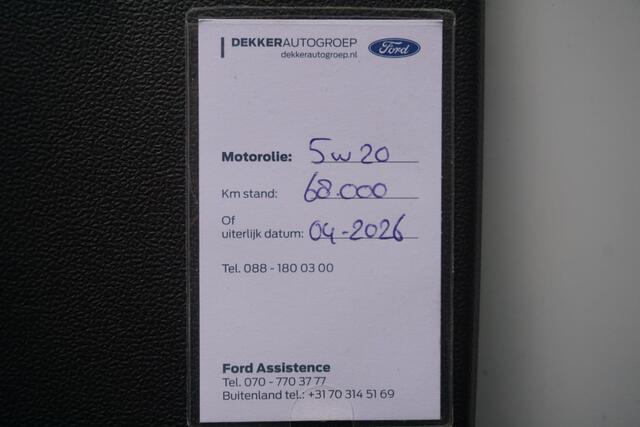 DEKKERAUTOGROEP
dekkerautogroep.nl
Ford
Motorolie: 5w20
Km stand: 68.000
Of
uiterlijk datum: 04-2026
Tel. 088 - 180 03 00
Ford Assistence
Tel. 070 - 770 37 77
Buitenland tel.: +31 70 314 51 69